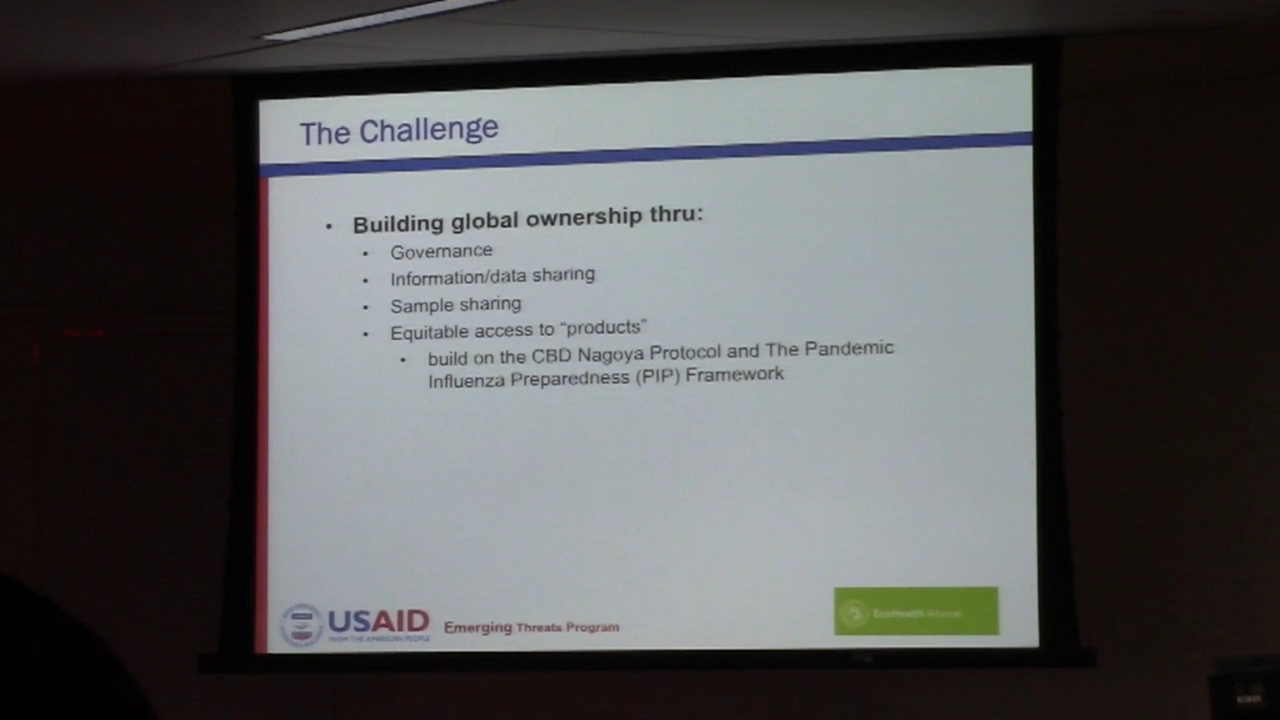 The Challenge
• Building global ownership thru:
• Governance
• Information/data sharing
• Sample sharing
• Equitable access to “products”
• build on the CBD Nagoya Protocol and The Pandemic
Influenza Preparedness (PIP) Framework
USAID
FROM THE AMERICAN PEOPLE
Emerging Threats Program
EcoHealth Alliance